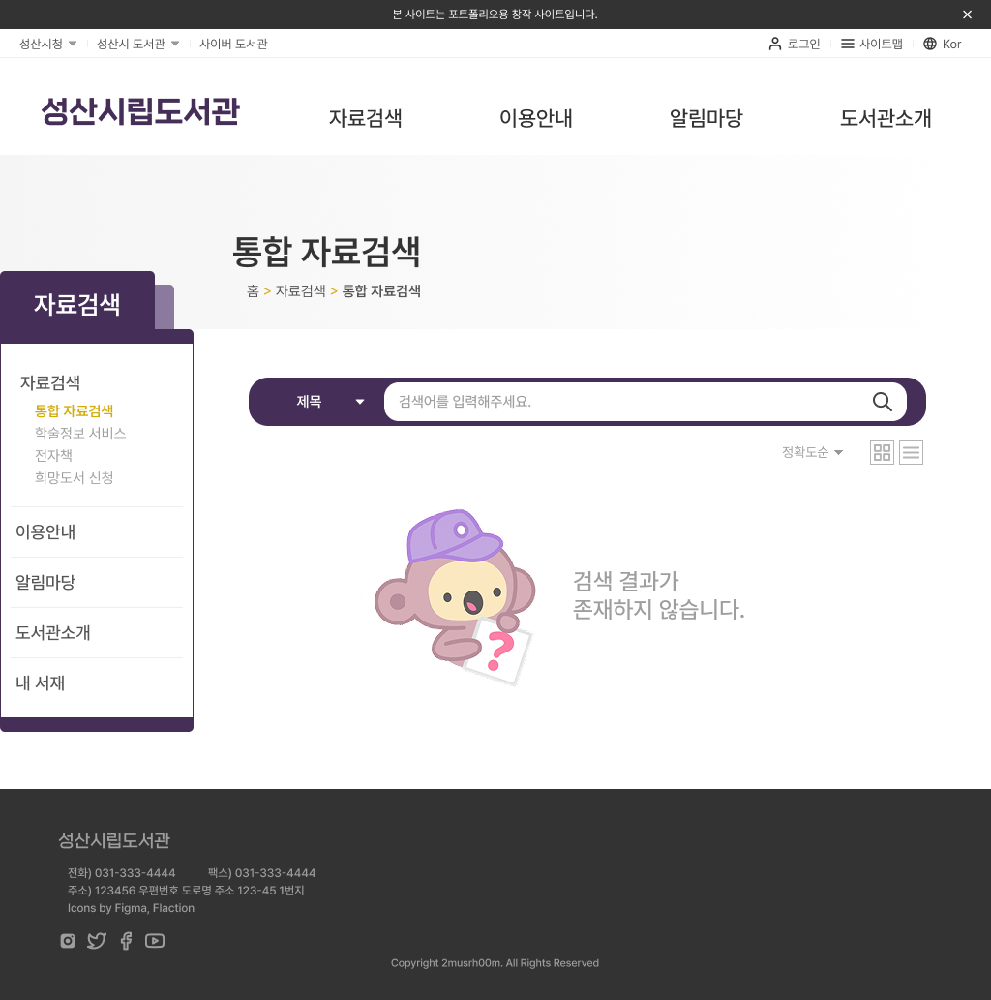 본 사이트는 포트폴리오용 창작 사이트입니다.
성산시청 성산시 도서관 사이버 도서관 로그인 사이트맵 Kor
성산시립도서관 자료검색 이용안내 알림마당 도서관소개
통합 자료검색
홈 > 자료검색 > 통합 자료검색
자료검색
자료검색
통합 자료검색
학술정보 서비스
전자책
희망도서 신청
이용안내
알림마당
도서관소개
내 서재
제목 검색어를 입력해주세요.
정확도순
?
검색 결과가
존재하지 않습니다.
성산시립도서관
전화) 031-333-4444 팩스) 031-333-4444
주소) 123456 우편번호 도로명 주소 123-45 1번지
Icons by Figma, Flaction
Copyright 2musrh00m. All Rights Reserved